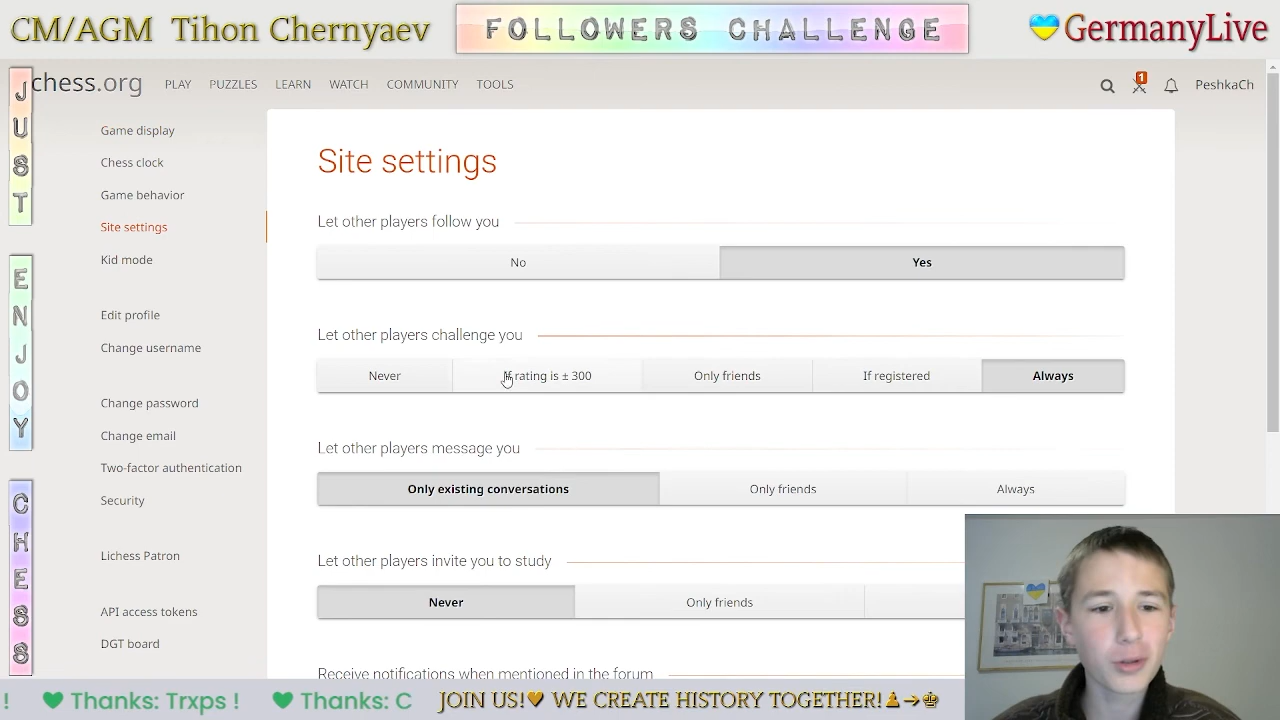 CM/AGM Tihon Chernyaev
FOLLOWERS CHALLENGE
GermanyLive
JUST
ENJOY
CHESS
chess.org
PLAY PUZZLES LEARN WATCH COMMUNITY TOOLS
1
PeshkaCh
Game display
Chess clock
Game behavior
Site settings
Kid mode
Edit profile
Change username
Change password
Change email
Two-factor authentication
Security
Lichess Patron
API access tokens
DGT board
Site settings
Let other players follow you
No Yes
Let other players challenge you
Never If rating is ± 300 Only friends If registered Always
Let other players message you
Only existing conversations Only friends Always
Let other players invite you to study
Never Only friends
Receive notifications when mentioned in the forum
! 💚 Thanks: Trxps ! 💚 Thanks: C
JOIN US!🧡 WE CREATE HISTORY TOGETHER!♟→♚